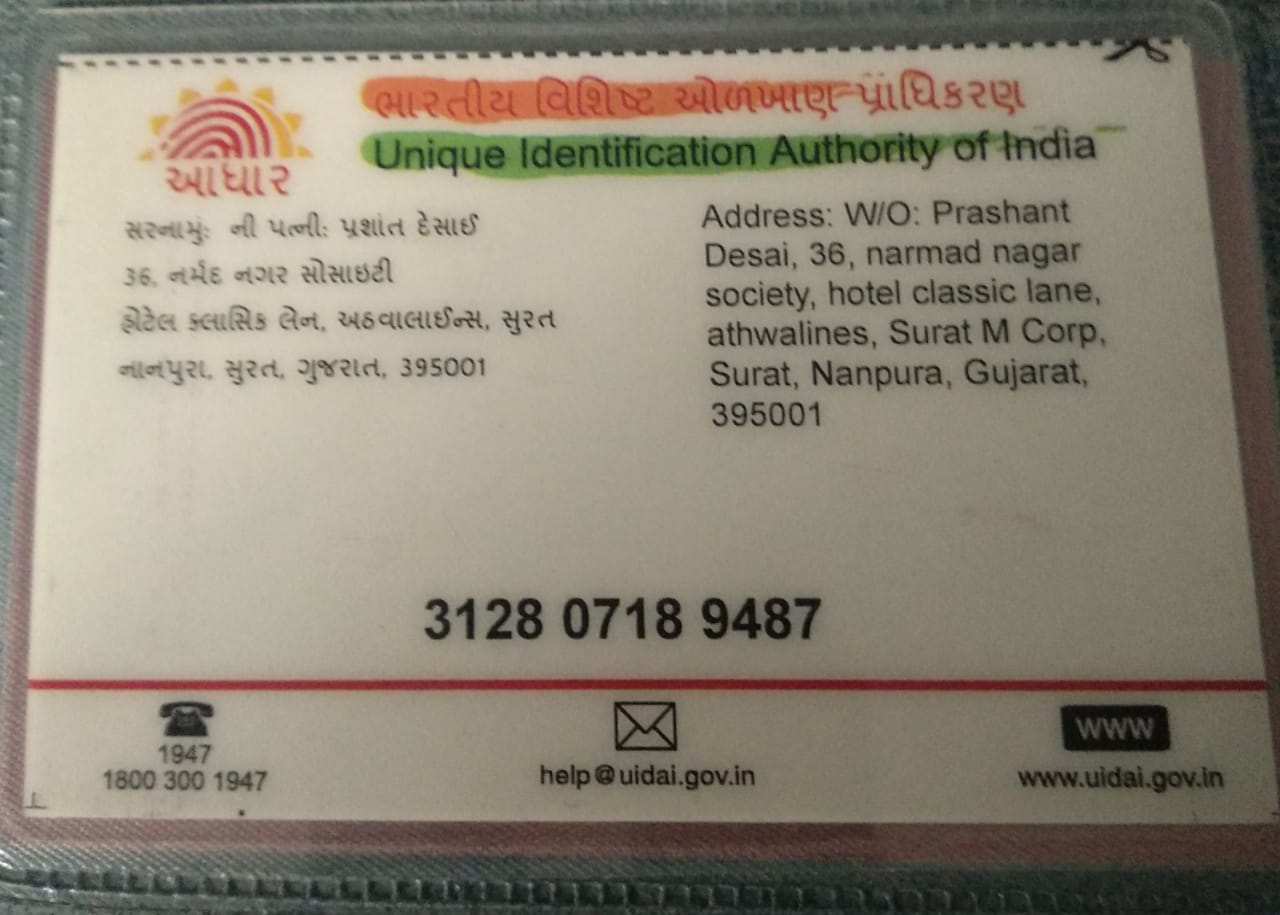 ભારતીય વિશિષ્ટ ઓળખાણ પ્રાધિકરણ
Unique Identification Authority of India
આધાર
સરનામું: ની પત્ની: પ્રશાંત દેસાઈ
36, નર્મદ નગર સોસાઇટી
હોટેલ ક્લાસિક લેન, અઠવાલાઈન્સ, સુરત
નાનપુરા, સુરત, ગુજરાત, 395001
Address: W/O: Prashant
Desai, 36, narmad nagar
society, hotel classic lane,
athwalines, Surat M Corp,
Surat, Nanpura, Gujarat,
395001
3128 0718 9487
1947
1800 300 1947
help@uidai.gov.in
WWW
www.uidai.gov.in